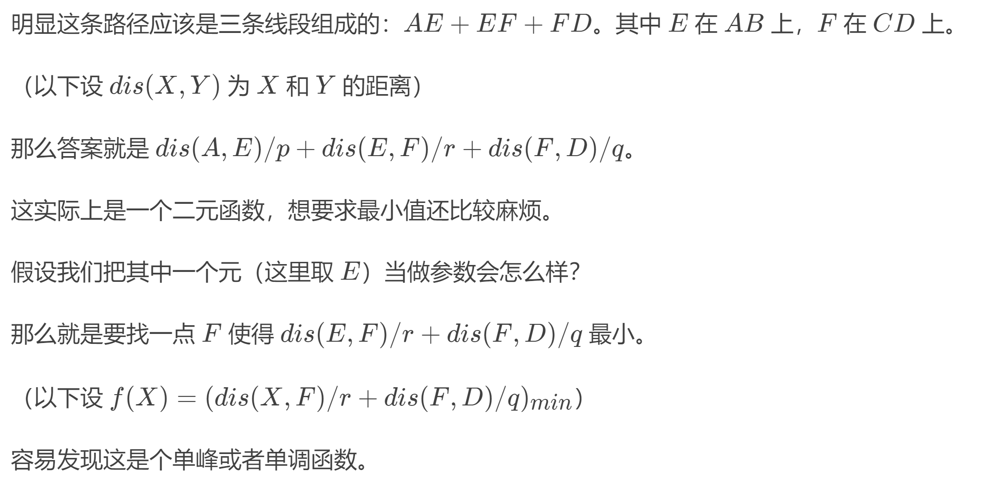 明显这条路径应该是三条线段组成的：AE + EF + FD。其中 E 在 AB 上，F 在 CD 上。
（以下设 dis(X, Y) 为 X 和 Y 的距离）
那么答案就是 dis(A, E)/p + dis(E, F)/r + dis(F, D)/q。
这实际上是一个二元函数，想要求最小值还比较麻烦。
假设我们把其中一个元（这里取 E）当做参数会怎么样？
那么就是要找一点 F 使得 dis(E, F)/r + dis(F, D)/q 最小。
（以下设 f(X) = (dis(X, F)/r + dis(F, D)/q)_{min}）
容易发现这是个单峰或者单调函数。